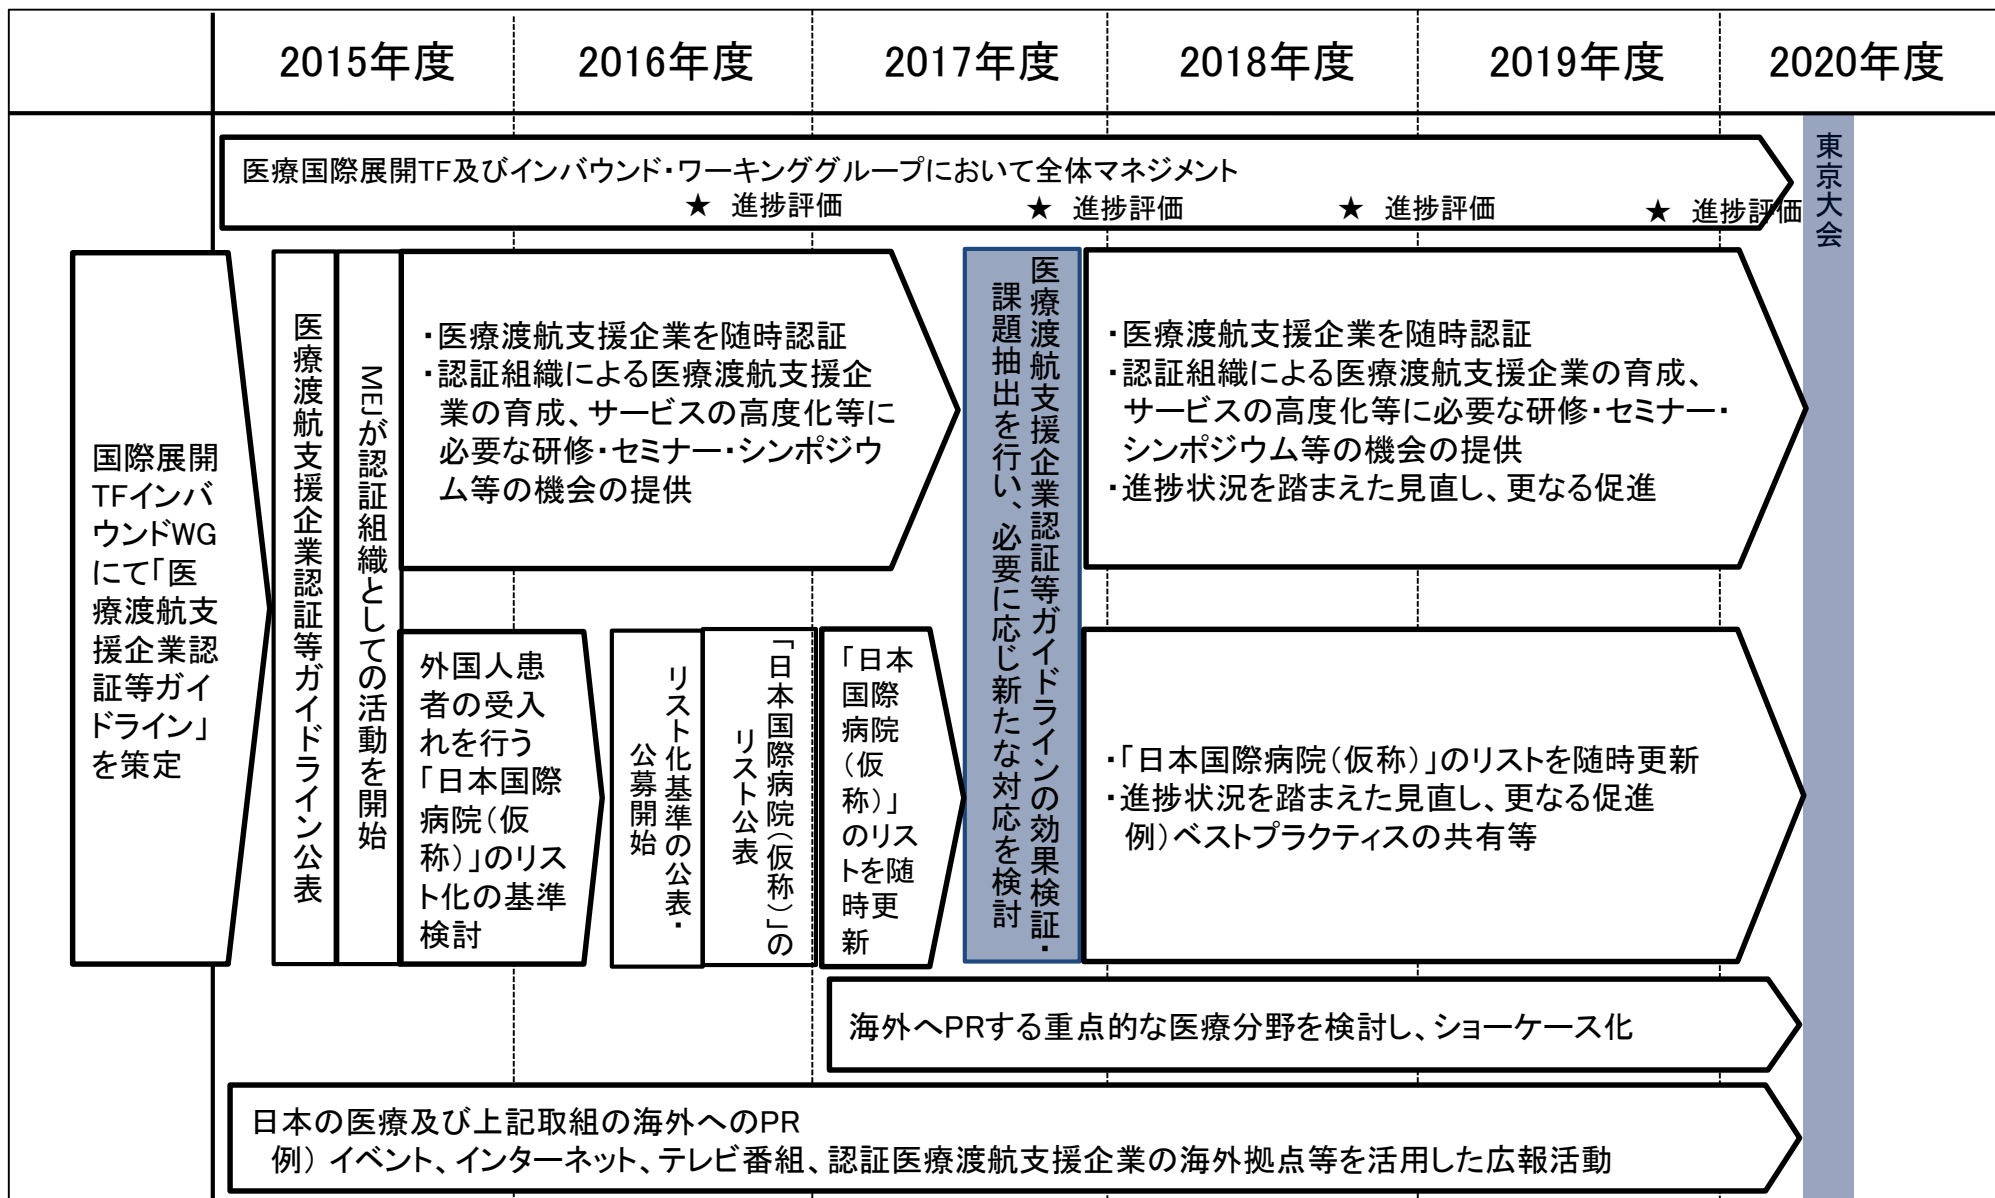 2015年度
2016年度
2017年度
2018年度
2019年度
2020年度
医療国際展開TF及びインバウンド・ワーキンググループにおいて全体マネジメント
★ 進捗評価
★ 進捗評価
★ 進捗評価
★ 進捗評価
東京大会
国際展開
TFインバ
ウンドWG
にて「医
療渡航支
援企業認
証等ガイ
ドライン」
を策定
医療渡航支援企業認証等ガイドライン公表
MEJが認証組織としての活動を開始
・医療渡航支援企業を随時認証
・認証組織による医療渡航支援企
業の育成、サービスの高度化等に
必要な研修・セミナー・シンポジウ
ム等の機会の提供
外国人患
者の受入
れを行う
「日本国際
病院（仮
称）」のリス
ト化の基準
検討
リスト化基準の公表・
公募開始
「日本国際病院（仮称）」の
リスト公表
「日本
国際
病院
（仮
称）」
のリス
トを随
時更
新
医療渡航支援企業認証等ガイドラインの効果検証・
課題抽出を行い、必要に応じ新たな対応を検討
・医療渡航支援企業を随時認証
・認証組織による医療渡航支援企業の育成、
サービスの高度化等に必要な研修・セミナー・
シンポジウム等の機会の提供
・進捗状況を踏まえた見直し、更なる促進
・「日本国際病院（仮称）」のリストを随時更新
・進捗状況を踏まえた見直し、更なる促進
例）ベストプラクティスの共有等
海外へPRする重点的な医療分野を検討し、ショーケース化
日本の医療及び上記取組の海外へのPR
例） イベント、インターネット、テレビ番組、認証医療渡航支援企業の海外拠点等を活用した広報活動